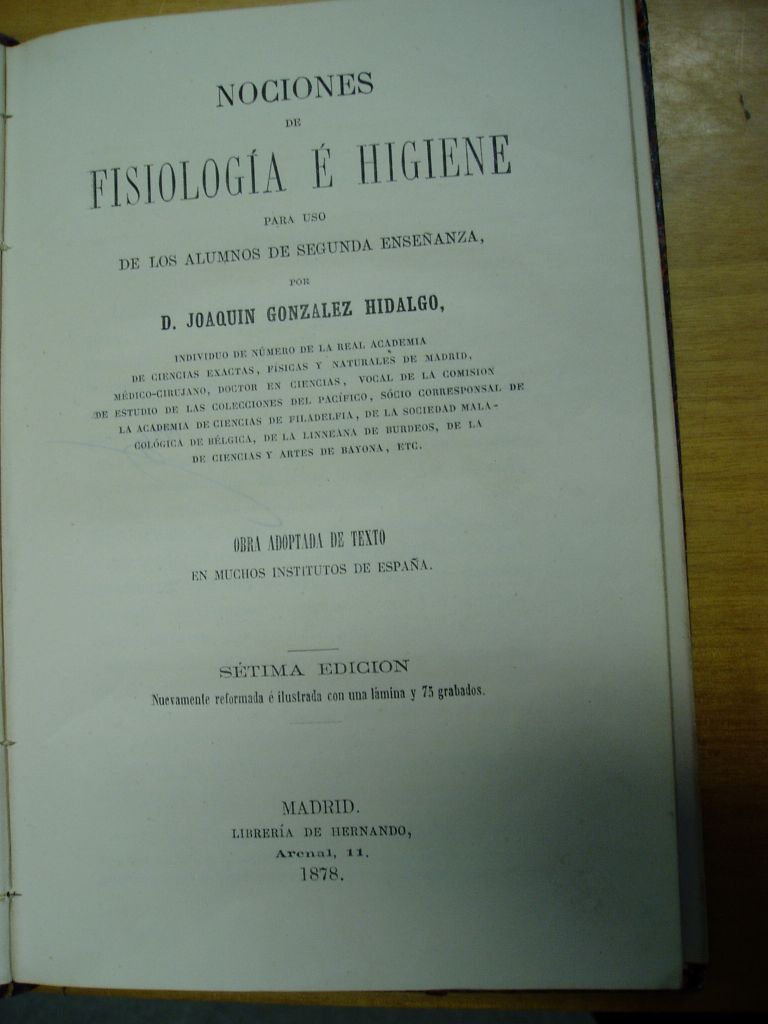 NOCIONES
DE
FISIOLOGÍA É HIGIENE
PARA USO
DE LOS ALUMNOS DE SEGUNDA ENSEÑANZA,
POR
D. JOAQUIN GONZALEZ HIDALGO,
INDIVIDUO DE NÚMERO DE LA REAL ACADEMIA
DE CIENCIAS EXACTAS, FÍSICAS Y NATURALES DE MADRID,
MÉDICO-CIRUJANO, DOCTOR EN CIENCIAS, VOCAL DE LA COMISION
DE ESTUDIO DE LAS COLECCIONES DEL PACÍFICO, SÓCIO CORRESPONSAL DE
LA ACADEMIA DE CIENCIAS DE FILADELFIA, DE LA SOCIEDAD MALA-
COLÓGICA DE BÉLGICA, DE LA LINNEANA DE BURDEOS, DE LA
DE CIENCIAS Y ARTES DE BAYONA, ETC.
OBRA ADOPTADA DE TEXTO
EN MUCHOS INSTITUTOS DE ESPAÑA.
SÉTIMA EDICION
Nuevamente reformada é ilustrada con una lámina y 75 grabados.
MADRID.
LIBRERÍA DE HERNANDO,
Arenal, 11.
1878.